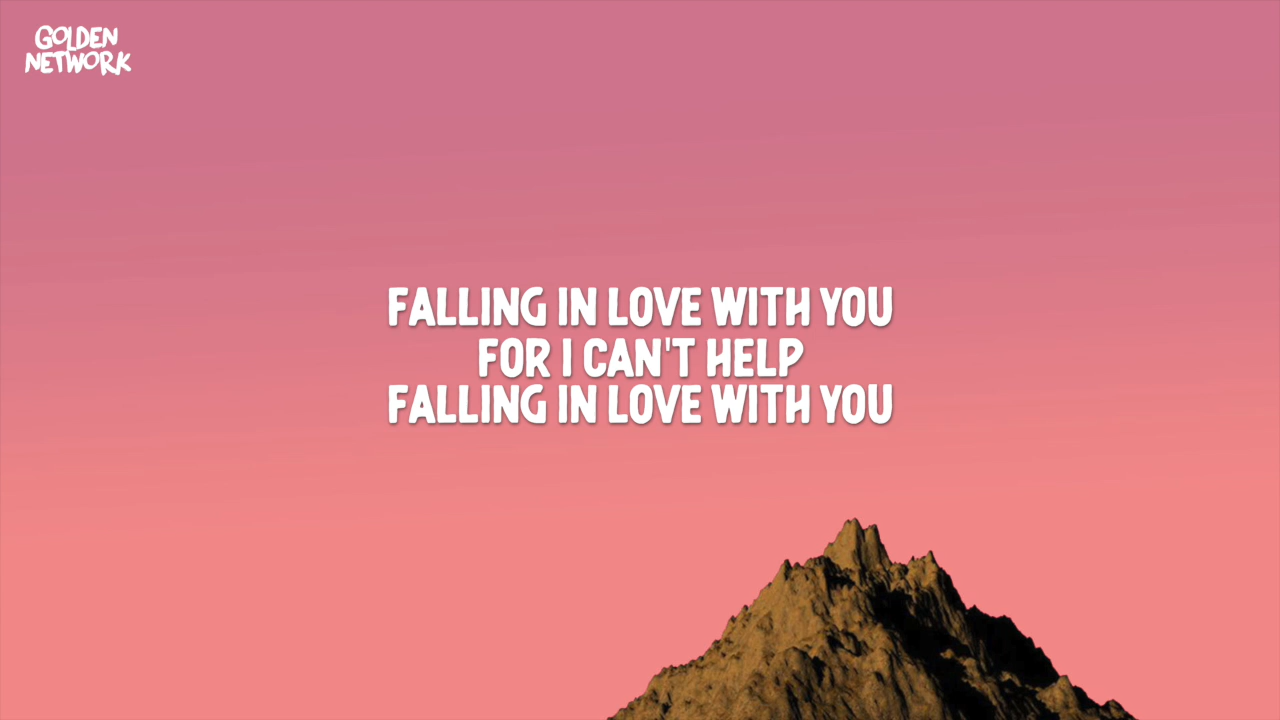 GOLDEN
NETWORK
FALLING IN LOVE WITH YOU
FOR I CAN'T HELP
FALLING IN LOVE WITH YOU